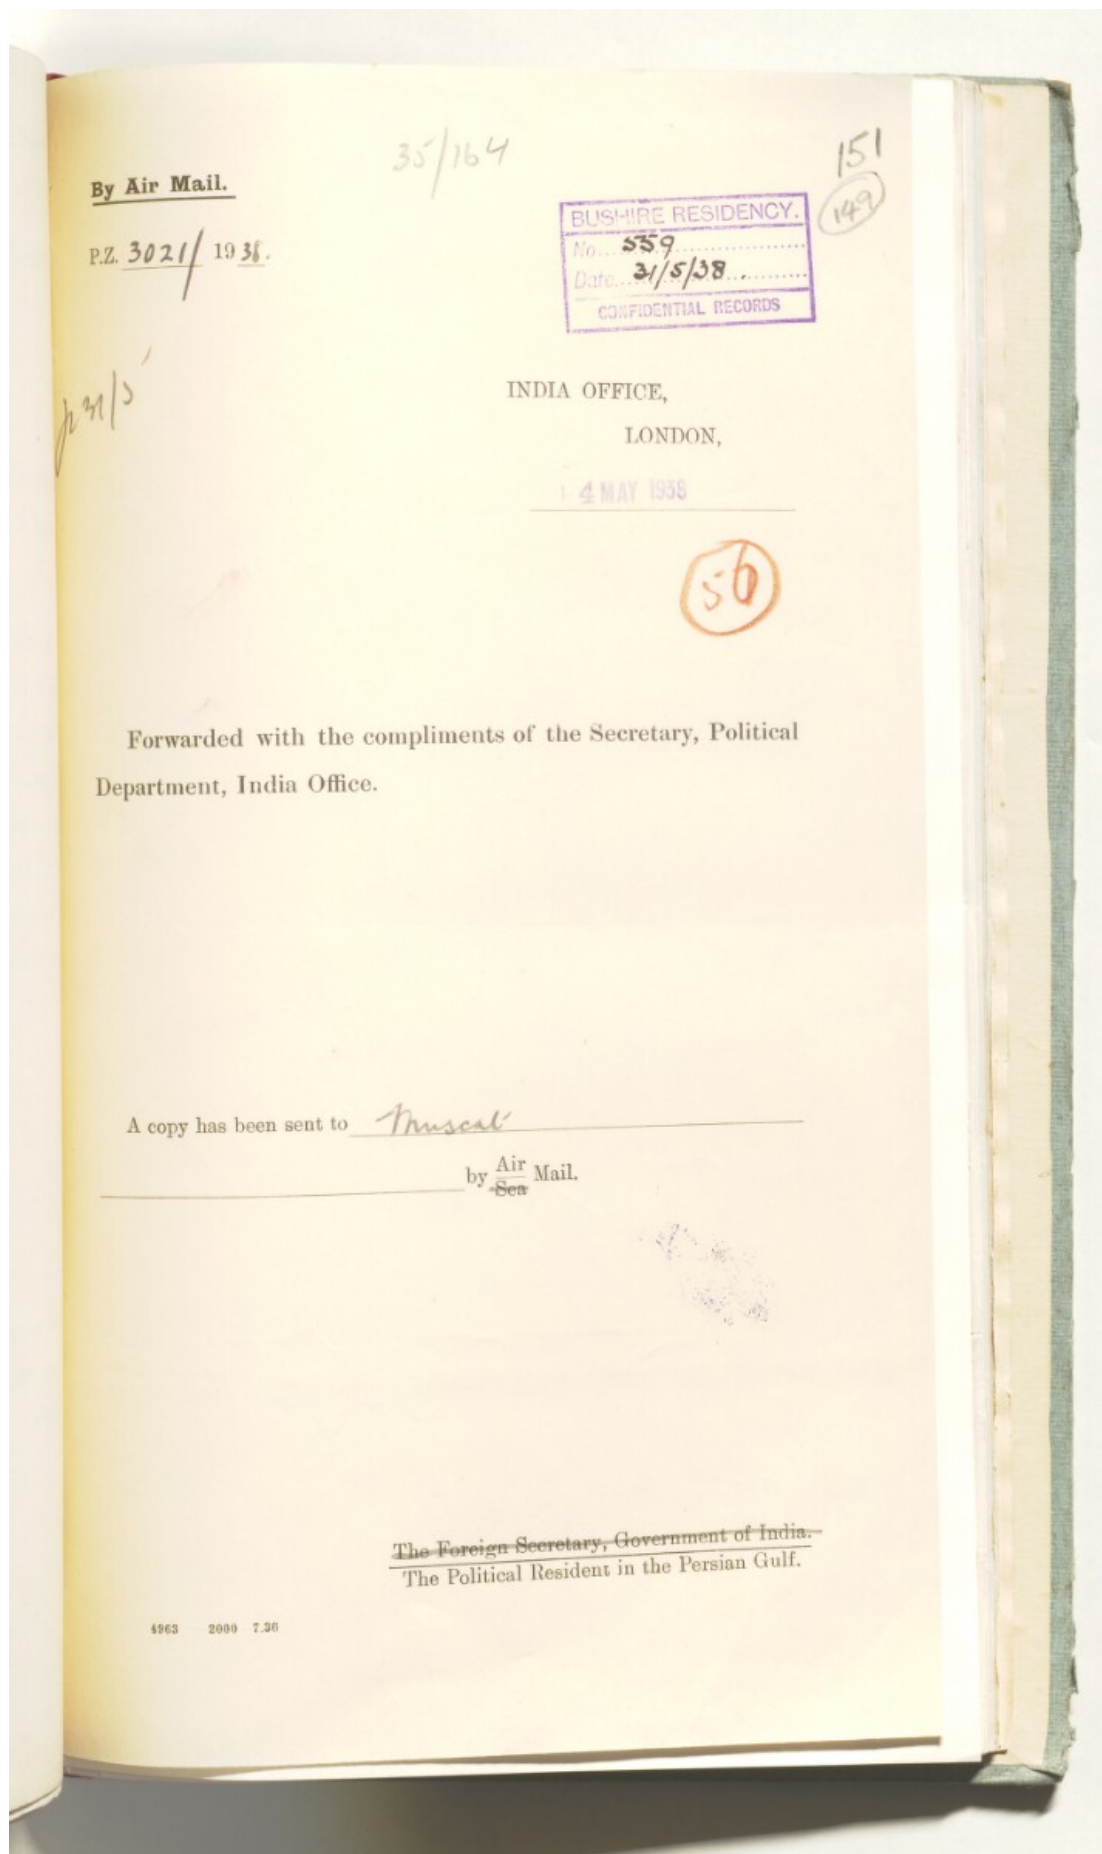 35/164
151
149
By Air Mail.
BUSHIRE RESIDENCY.
No. 559
Date 31/5/38
CONFIDENTIAL RECORDS
P.Z. 3021/ 1938.
31/5
INDIA OFFICE,
LONDON,
4 MAY 1938
56
Forwarded with the compliments of the Secretary, Political
Department, India Office.
A copy has been sent to Muscat
by Air Mail.
Sea
The Foreign Secretary, Government of India.
The Political Resident in the Persian Gulf.
4963 2000 7.36